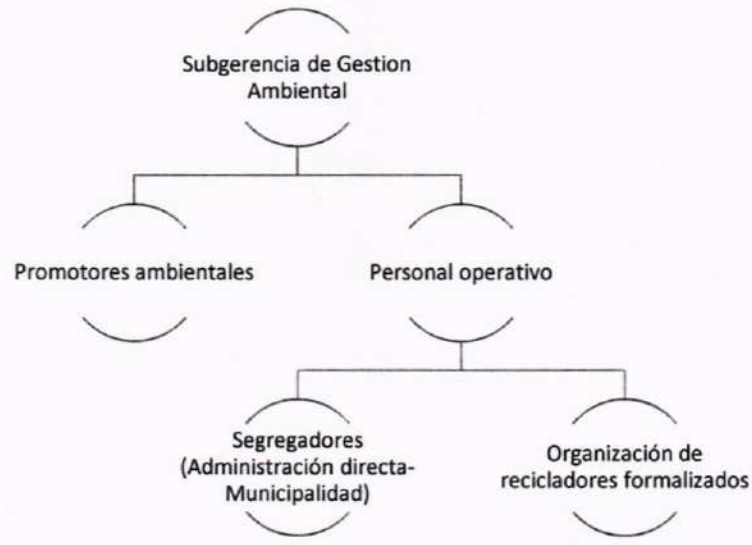 Subgerencia de Gestion
Ambiental
Promotores ambientales
Personal operativo
Segregadores
(Administración directa-
Municipalidad)
Organización de
recicladores formalizados